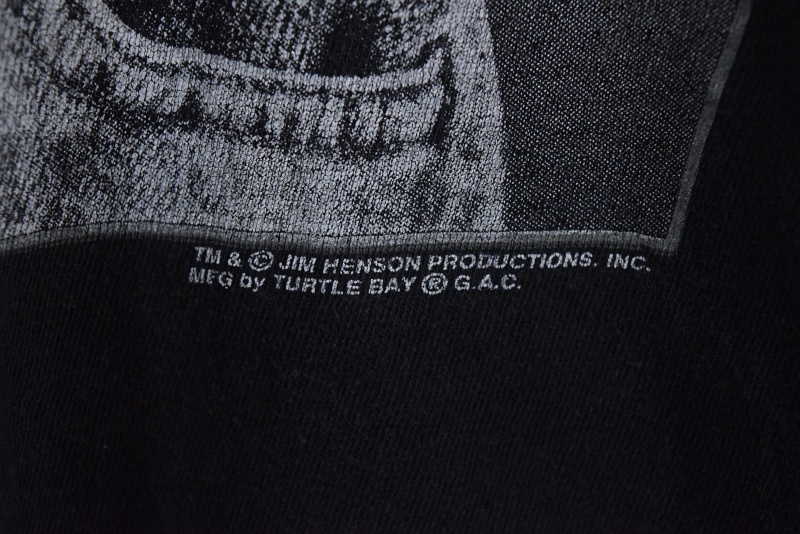 TM & © JIM HENSON PRODUCTIONS. INC.
MFG by TURTLE BAY ® G.A.C.